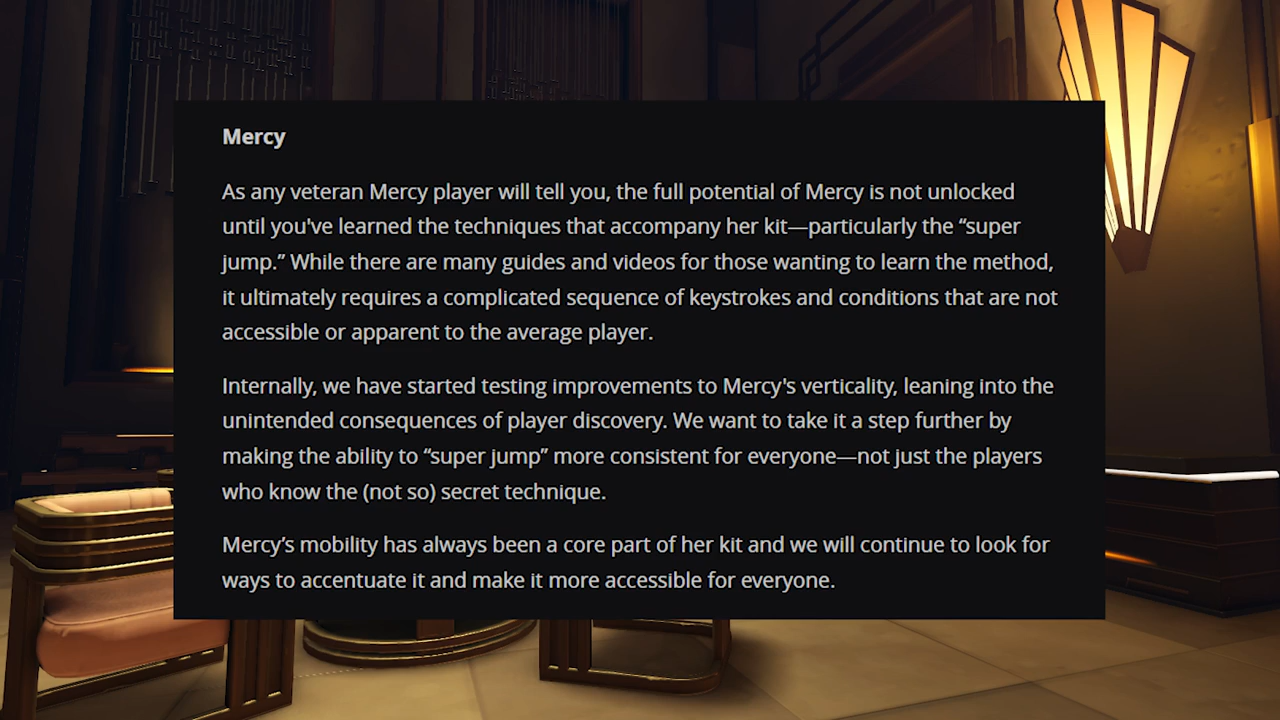 Mercy
As any veteran Mercy player will tell you, the full potential of Mercy is not unlocked
until you've learned the techniques that accompany her kit—particularly the “super
jump.” While there are many guides and videos for those wanting to learn the method,
it ultimately requires a complicated sequence of keystrokes and conditions that are not
accessible or apparent to the average player.
Internally, we have started testing improvements to Mercy's verticality, leaning into the
unintended consequences of player discovery. We want to take it a step further by
making the ability to “super jump” more consistent for everyone—not just the players
who know the (not so) secret technique.
Mercy’s mobility has always been a core part of her kit and we will continue to look for
ways to accentuate it and make it more accessible for everyone.